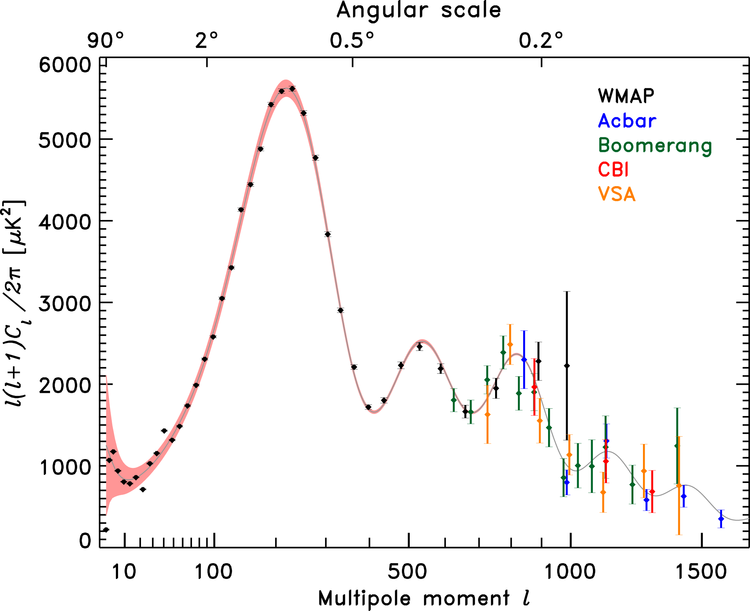 Angular scale
90° 2° 0.5° 0.2°
6000
5000
4000
3000
2000
1000
0
l(l+1)C_l /2π [μK²]
WMAP
Acbar
Boomerang
CBI
VSA
10 100 500 1000 1500
Multipole moment l